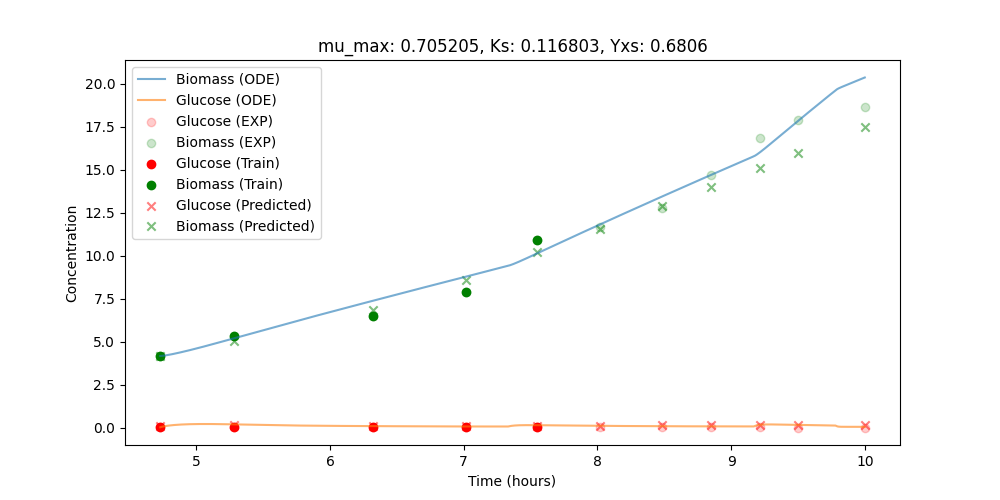 mu_max: 0.705205, Ks: 0.116803, Yxs: 0.6806
Biomass (ODE)
Glucose (ODE)
Glucose (EXP)
Biomass (EXP)
Glucose (Train)
Biomass (Train)
Glucose (Predicted)
Biomass (Predicted)
Concentration
20.0
17.5
15.0
12.5
10.0
7.5
5.0
2.5
0.0
5 6 7 8 9 10
Time (hours)